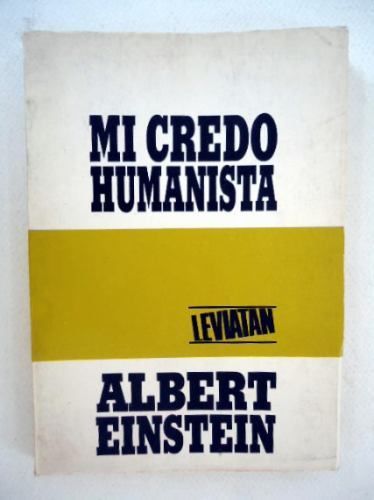 MI CREDO
HUMANISTA
LEVIATAN
ALBERT
EINSTEIN